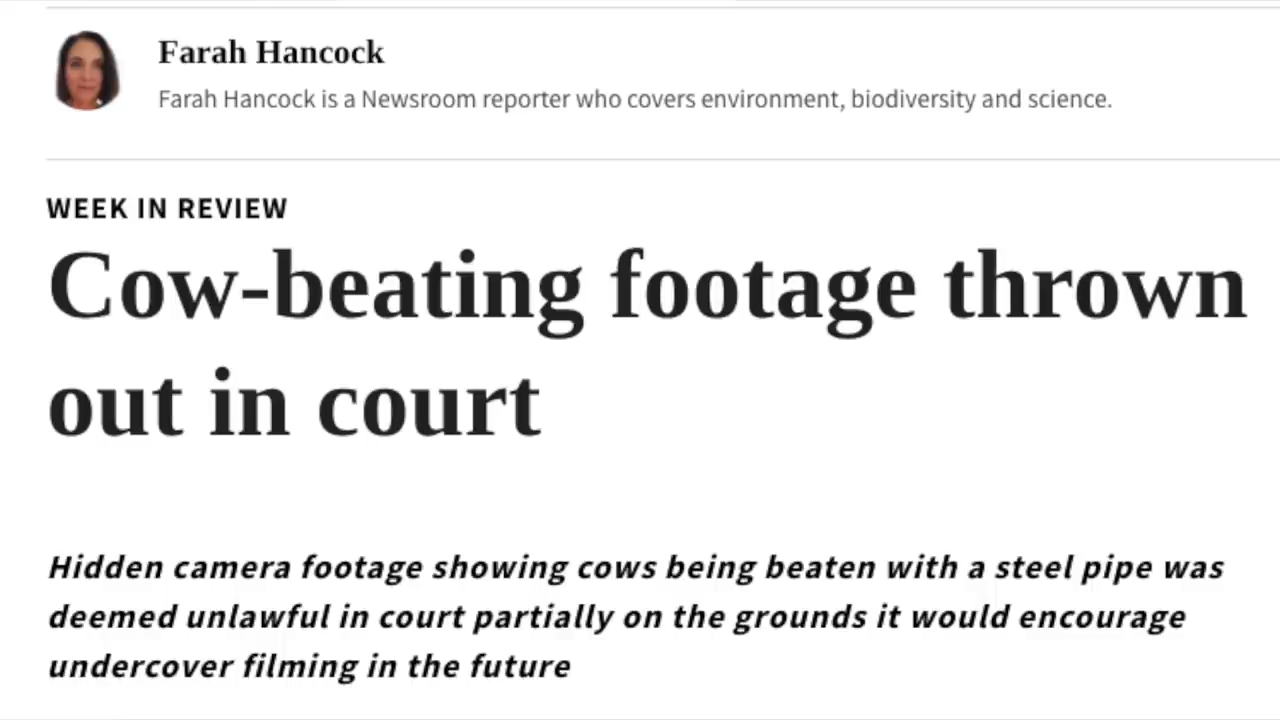 Farah Hancock
Farah Hancock is a Newsroom reporter who covers environment, biodiversity and science.
WEEK IN REVIEW
Cow-beating footage thrown
out in court
Hidden camera footage showing cows being beaten with a steel pipe was
deemed unlawful in court partially on the grounds it would encourage
undercover filming in the future